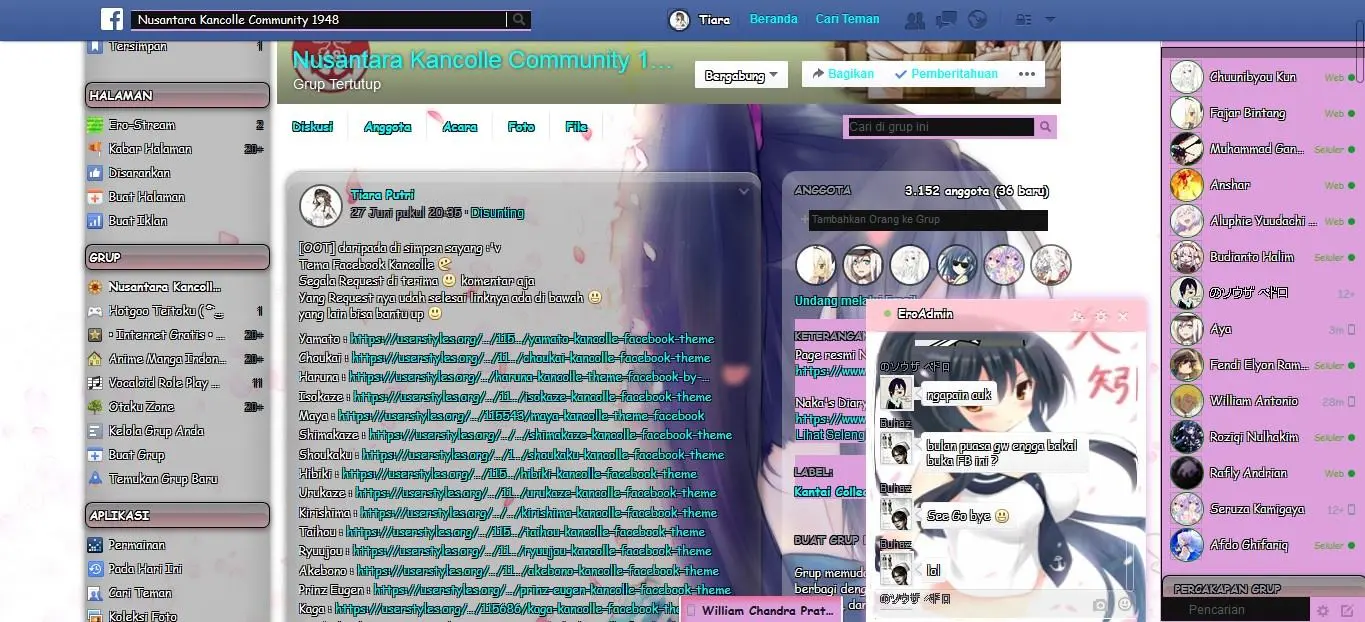 Nusantara Kancolle Community 1948
Tiara
Beranda
Cari Teman
Tersimpan 1
HALAMAN
Ero-Stream 2
Kabar Halaman 20+
Disarankan
Buat Halaman
Buat Iklan
GRUP
Nusantara Kancoll...
Hotgoo Teitoku 1
• Internet Gratis • ... 20+
Anime Manga Indon... 20+
Vocaloid Role Play ... 11
Otaku Zone 20+
Kelola Grup Anda
Buat Grup
Temukan Grup Baru
APLIKASI
Permainan
Pada Hari Ini
Cari Teman
Koleksi Foto
Nusantara Kancolle Community 1...
Grup Tertutup
Bergabung
Bagikan
Pemberitahuan
Diskusi
Anggota
Acara
Foto
File
Cari di grup ini
Tiara Putri
27 Juni pukul 20:35 · Disunting
[OOT] daripada di simpen sayang :'v
Tema Facebook Kancolle
Segala Request di terima komentar aja
Yang Request nya udah selesai linknya ada di bawah
yang lain bisa bantu up
Yamato : https://userstyles.org/.../115.../yamato-kancolle-facebook-theme
Choukai : https://userstyles.org/.../.../choukai-kancolle-facebook-theme
Haruna : https://userstyles.org/.../haruna-kancolle-theme-facebook-by-...
Isokaze : https://userstyles.org/.../11.../isokaze-kancolle-facebook-theme
Maya : https://userstyles.org/.../115543/maya-kancolle-theme-facebook
Shimakaze : https://userstyles.org/.../.../shimakaze-kancolle-facebook-theme
Shoukaku : https://userstyles.org/.../1.../shoukaku-kancolle-facebook-theme
Hibiki : https://userstyles.org/.../115.../hibiki-kancolle-facebook-theme
Urukaze : https://userstyles.org/.../11.../urukaze-kancolle-facebook-theme
Kirishima : https://userstyles.org/.../.../kirishima-kancolle-facebook-theme
Taihou : https://userstyles.org/.../115.../taihou-kancolle-facebook-theme
Ryuujou : https://userstyles.org/.../11.../ryuujou-kancolle-facebook-theme
Akebono : https://userstyles.org/.../.../akebono-kancolle-facebook-theme
Prinz Eugen : https://userstyles.org/.../.../prinz-eugen-kancolle-facebook-theme
Kaga : https://userstyles.org/.../115686/kaga-kancolle-facebook-the
ANGGOTA
3.152 anggota (36 baru)
+ Tambahkan Orang ke Grup
Undang melalui Email
KETERANGAN
Page resmi N
https://www
Naka's Diary
https://www
Lihat Seleng
LABEL:
Kantai Collec
BUAT GRUP
Grup memuda
berbagi deng
, dan
William Chandra Prat...
EroAdmin
のソウザ ペドロ
ngapain auk
Buhaz
bulan puasa gw engga bakal
buka FB ini ?
Buhaz
See Go bye
Buhaz
lol
のソウザ ペドロ
Chuunibyou Kun Web
Fajar Bintang Web
Muhammad Gan... Seluler
Anshar Web
Aluphie Yuudachi ... Web
Budianto Halim Seluler
のソウザ ペドロ 12+
Aya 3m
Fendi Elyon Ram... Seluler
William Antonio 28m
Roziqi Nulhakim Seluler
Rafly Andrian Web
Seruza Kamigaya 12+
Afdo Ghifariq Seluler
PERCAKAPAN GRUP
Pencarian